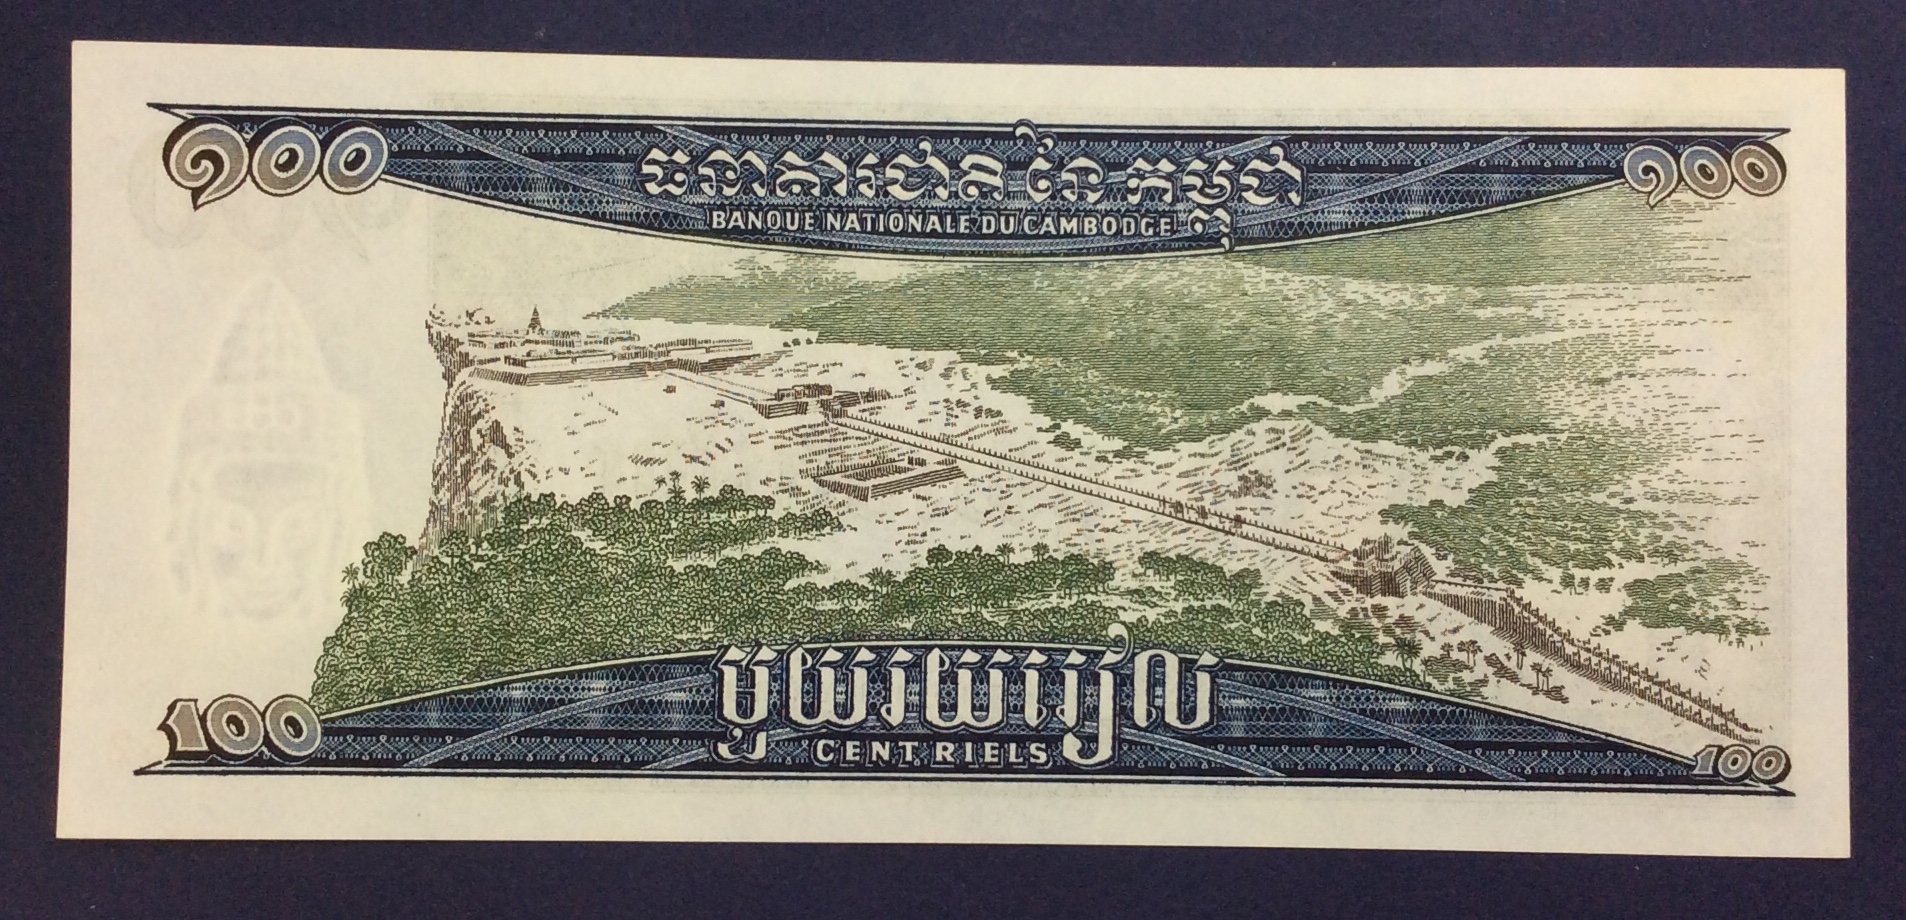 ១០០
ធនាគារជាតិ នៃ កម្ពុជា
១០០
BANQUE NATIONALE DU CAMBODGE
មួយរយរៀល
100
CENT RIELS
100